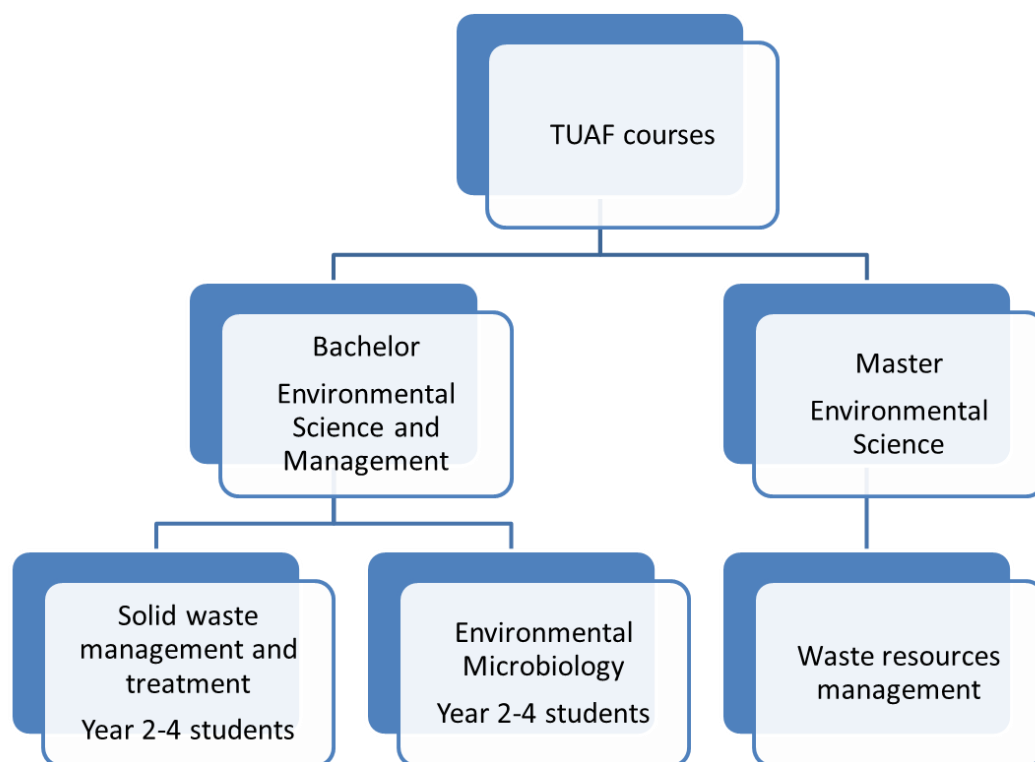 TUAF courses
Bachelor
Environmental
Science and
Management
Master
Environmental
Science
Solid waste
management and
treatment
Year 2-4 students
Environmental
Microbiology
Year 2-4 students
Waste resources
management